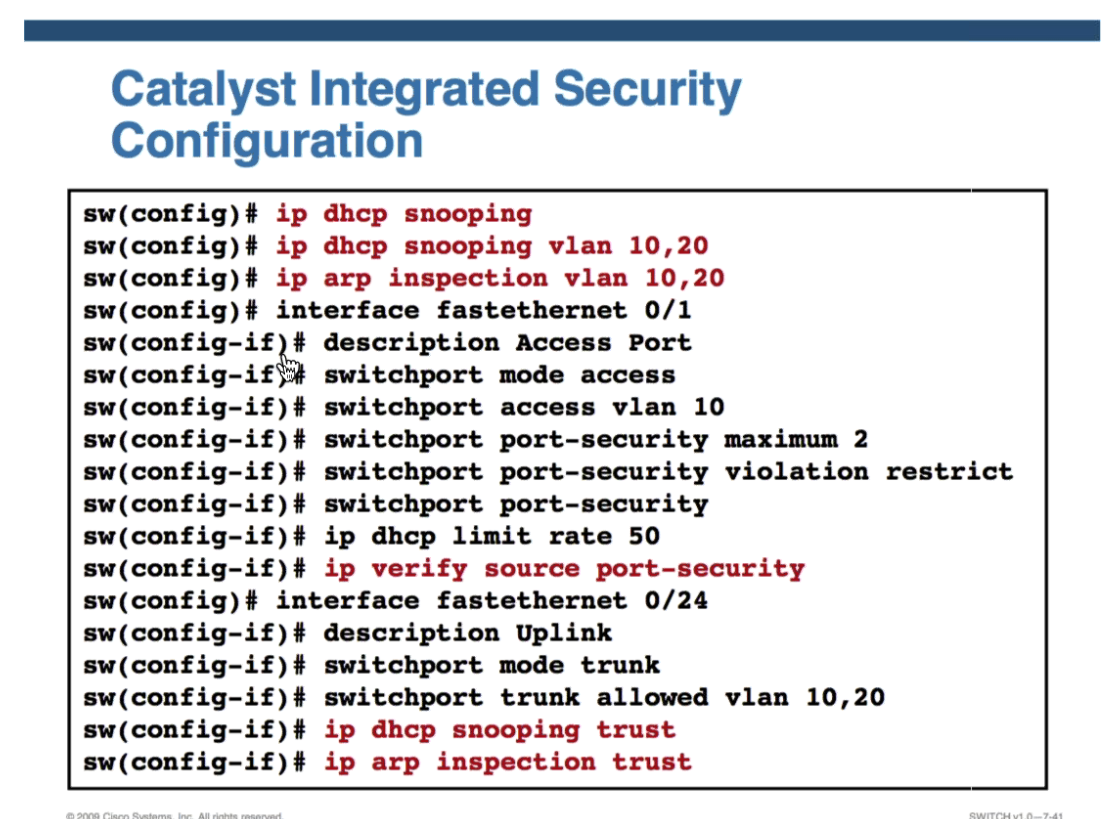 Catalyst Integrated Security
Configuration
sw(config)# ip dhcp snooping
sw(config)# ip dhcp snooping vlan 10,20
sw(config)# ip arp inspection vlan 10,20
sw(config)# interface fastethernet 0/1
sw(config-if)# description Access Port
sw(config-if)# switchport mode access
sw(config-if)# switchport access vlan 10
sw(config-if)# switchport port-security maximum 2
sw(config-if)# switchport port-security violation restrict
sw(config-if)# switchport port-security
sw(config-if)# ip dhcp limit rate 50
sw(config-if)# ip verify source port-security
sw(config)# interface fastethernet 0/24
sw(config-if)# description Uplink
sw(config-if)# switchport mode trunk
sw(config-if)# switchport trunk allowed vlan 10,20
sw(config-if)# ip dhcp snooping trust
sw(config-if)# ip arp inspection trust
© 2009 Cisco Systems, Inc. All rights reserved. SWITCH v1.0—7-41